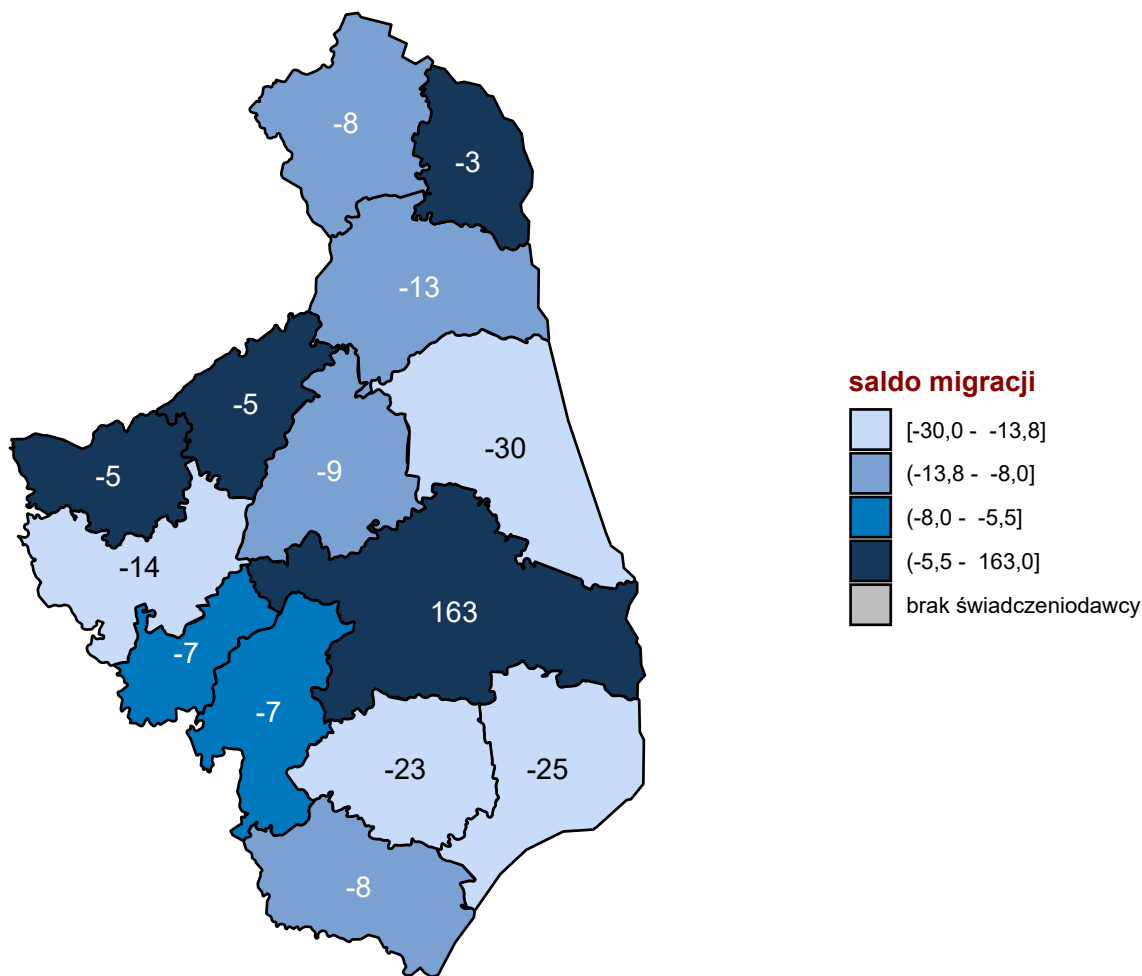 -8
-3
-13
-5
-30
-9
-5
-14
163
-7
-7
-23
-25
-8
saldo migracji
[-30,0 - -13,8]
(-13,8 - -8,0]
(-8,0 - -5,5]
(-5,5 - 163,0]
brak świadczeniodawcy